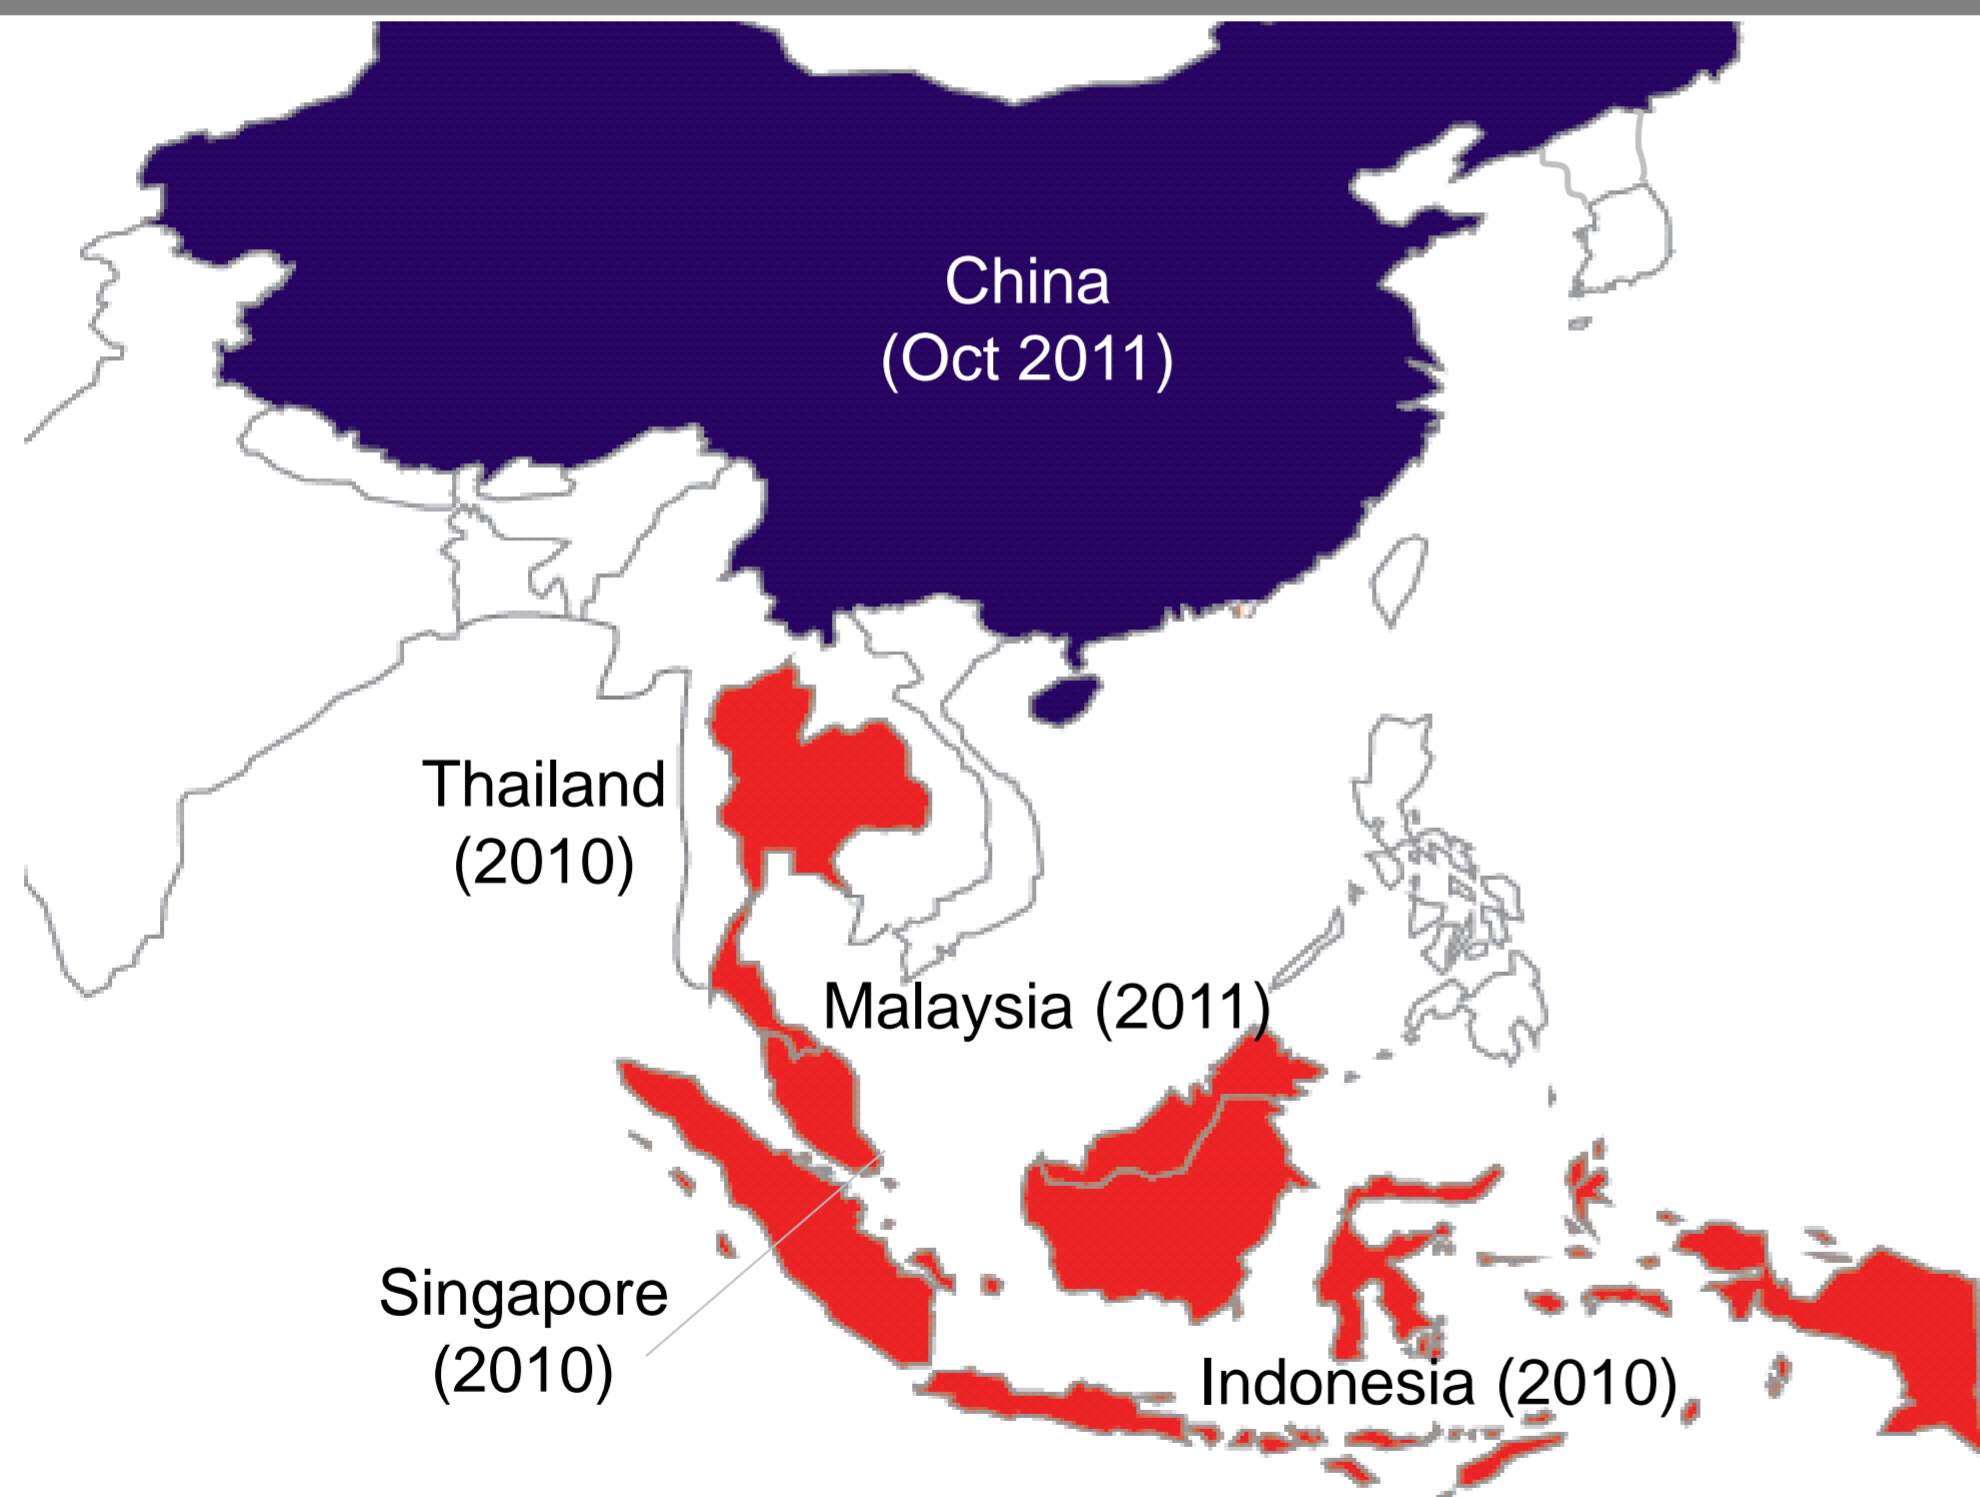 China
(Oct 2011)
Thailand
(2010)
Malaysia (2011)
Singapore
(2010)
Indonesia (2010)